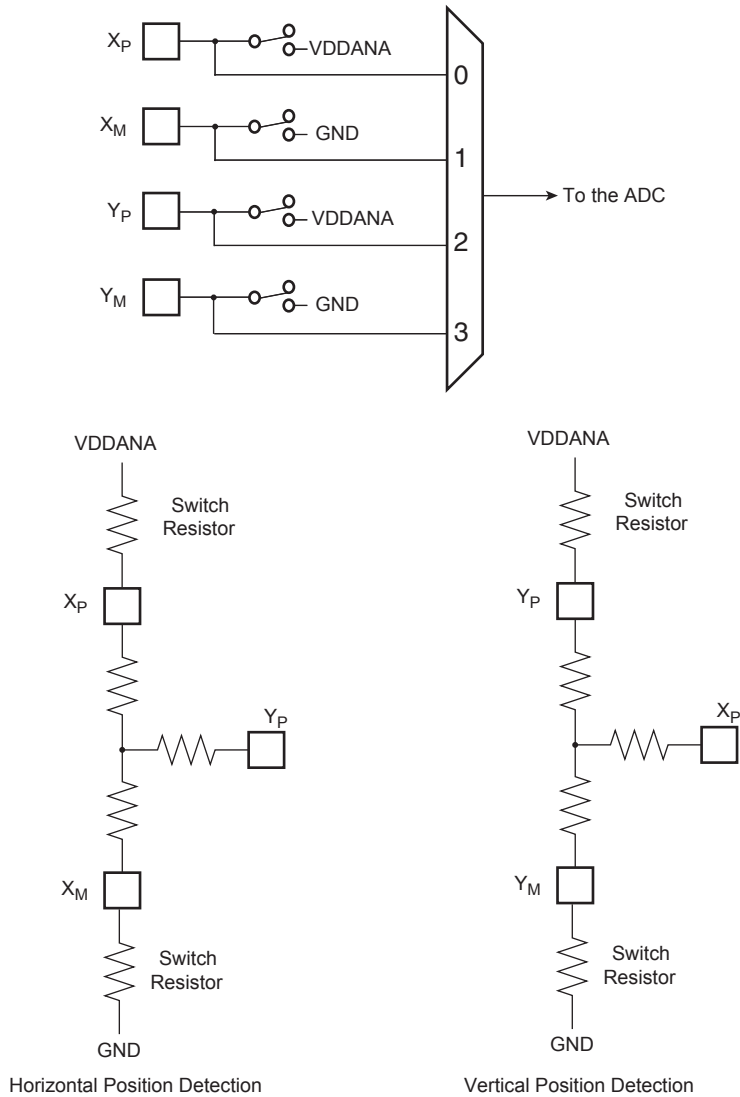 XP
VDDANA
0
XM
GND
1
To the ADC
YP
VDDANA
2
YM
GND
3
VDDANA
Switch
Resistor
XP
YP
XM
Switch
Resistor
GND
Horizontal Position Detection
VDDANA
Switch
Resistor
YP
XP
YM
Switch
Resistor
GND
Vertical Position Detection